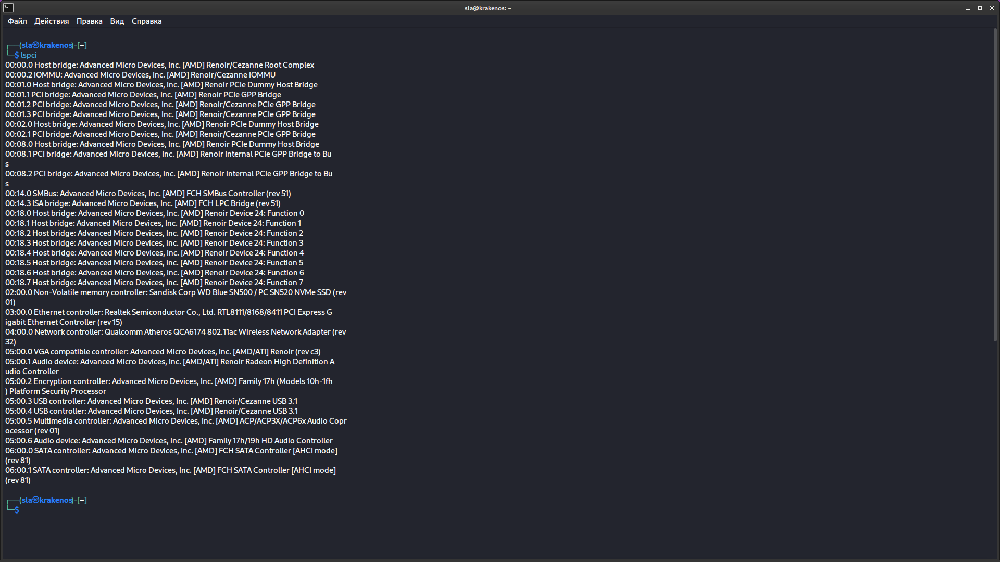 sla@krakenos: ~
Файл Действия Правка Вид Справка
┌──(sla㉿krakenos)-[~]
└─$ lspci
00:00.0 Host bridge: Advanced Micro Devices, Inc. [AMD] Renoir/Cezanne Root Complex
00:00.2 IOMMU: Advanced Micro Devices, Inc. [AMD] Renoir/Cezanne IOMMU
00:01.0 Host bridge: Advanced Micro Devices, Inc. [AMD] Renoir PCIe Dummy Host Bridge
00:01.1 PCI bridge: Advanced Micro Devices, Inc. [AMD] Renoir PCIe GPP Bridge
00:01.2 PCI bridge: Advanced Micro Devices, Inc. [AMD] Renoir/Cezanne PCIe GPP Bridge
00:01.3 PCI bridge: Advanced Micro Devices, Inc. [AMD] Renoir/Cezanne PCIe GPP Bridge
00:02.0 Host bridge: Advanced Micro Devices, Inc. [AMD] Renoir PCIe Dummy Host Bridge
00:02.1 PCI bridge: Advanced Micro Devices, Inc. [AMD] Renoir/Cezanne PCIe GPP Bridge
00:08.0 Host bridge: Advanced Micro Devices, Inc. [AMD] Renoir PCIe Dummy Host Bridge
00:08.1 PCI bridge: Advanced Micro Devices, Inc. [AMD] Renoir Internal PCIe GPP Bridge to Bu
s
00:08.2 PCI bridge: Advanced Micro Devices, Inc. [AMD] Renoir Internal PCIe GPP Bridge to Bu
s
00:14.0 SMBus: Advanced Micro Devices, Inc. [AMD] FCH SMBus Controller (rev 51)
00:14.3 ISA bridge: Advanced Micro Devices, Inc. [AMD] FCH LPC Bridge (rev 51)
00:18.0 Host bridge: Advanced Micro Devices, Inc. [AMD] Renoir Device 24: Function 0
00:18.1 Host bridge: Advanced Micro Devices, Inc. [AMD] Renoir Device 24: Function 1
00:18.2 Host bridge: Advanced Micro Devices, Inc. [AMD] Renoir Device 24: Function 2
00:18.3 Host bridge: Advanced Micro Devices, Inc. [AMD] Renoir Device 24: Function 3
00:18.4 Host bridge: Advanced Micro Devices, Inc. [AMD] Renoir Device 24: Function 4
00:18.5 Host bridge: Advanced Micro Devices, Inc. [AMD] Renoir Device 24: Function 5
00:18.6 Host bridge: Advanced Micro Devices, Inc. [AMD] Renoir Device 24: Function 6
00:18.7 Host bridge: Advanced Micro Devices, Inc. [AMD] Renoir Device 24: Function 7
02:00.0 Non-Volatile memory controller: Sandisk Corp WD Blue SN500 / PC SN520 NVMe SSD (rev
01)
03:00.0 Ethernet controller: Realtek Semiconductor Co., Ltd. RTL8111/8168/8411 PCI Express G
igabit Ethernet Controller (rev 15)
04:00.0 Network controller: Qualcomm Atheros QCA6174 802.11ac Wireless Network Adapter (rev
32)
05:00.0 VGA compatible controller: Advanced Micro Devices, Inc. [AMD/ATI] Renoir (rev c3)
05:00.1 Audio device: Advanced Micro Devices, Inc. [AMD/ATI] Renoir Radeon High Definition A
udio Controller
05:00.2 Encryption controller: Advanced Micro Devices, Inc. [AMD] Family 17h (Models 10h-1fh
) Platform Security Processor
05:00.3 USB controller: Advanced Micro Devices, Inc. [AMD] Renoir/Cezanne USB 3.1
05:00.4 USB controller: Advanced Micro Devices, Inc. [AMD] Renoir/Cezanne USB 3.1
05:00.5 Multimedia controller: Advanced Micro Devices, Inc. [AMD] ACP/ACP3X/ACP6x Audio Copr
ocessor (rev 01)
05:00.6 Audio device: Advanced Micro Devices, Inc. [AMD] Family 17h/19h HD Audio Controller
06:00.0 SATA controller: Advanced Micro Devices, Inc. [AMD] FCH SATA Controller [AHCI mode]
(rev 81)
06:00.1 SATA controller: Advanced Micro Devices, Inc. [AMD] FCH SATA Controller [AHCI mode]
(rev 81)
┌──(sla㉿krakenos)-[~]
└─$